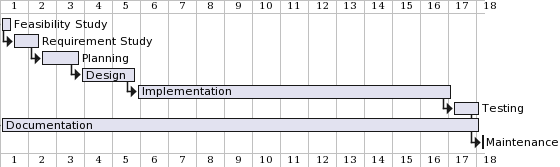 1 2 3 4 5 6 7 8 9 10 11 12 13 14 15 16 17 18
Feasibility Study
Requirement Study
Planning
Design
Implementation
Testing
Documentation
Maintenance
1 2 3 4 5 6 7 8 9 10 11 12 13 14 15 16 17 18